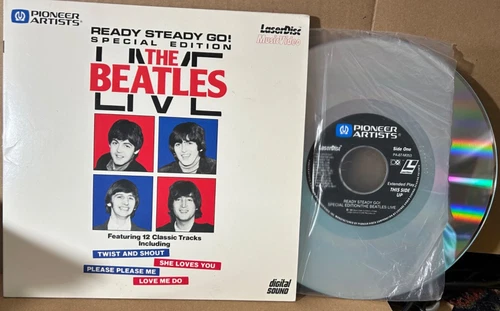 PIONEER
ARTISTS®
READY STEADY GO!
SPECIAL EDITION
LaserDisc
MusicVideo
THE
BEATLES
LIVE
Featuring 12 Classic Tracks
Including
TWIST AND SHOUT
SHE LOVES YOU
PLEASE PLEASE ME
LOVE ME DO
digital
SOUND
PIONEER
ARTISTS®
LaserDisc
Side One
Extended Play
THIS SIDE
UP
READY STEADY GO!
SPECIAL EDITION/THE BEATLES LIVE